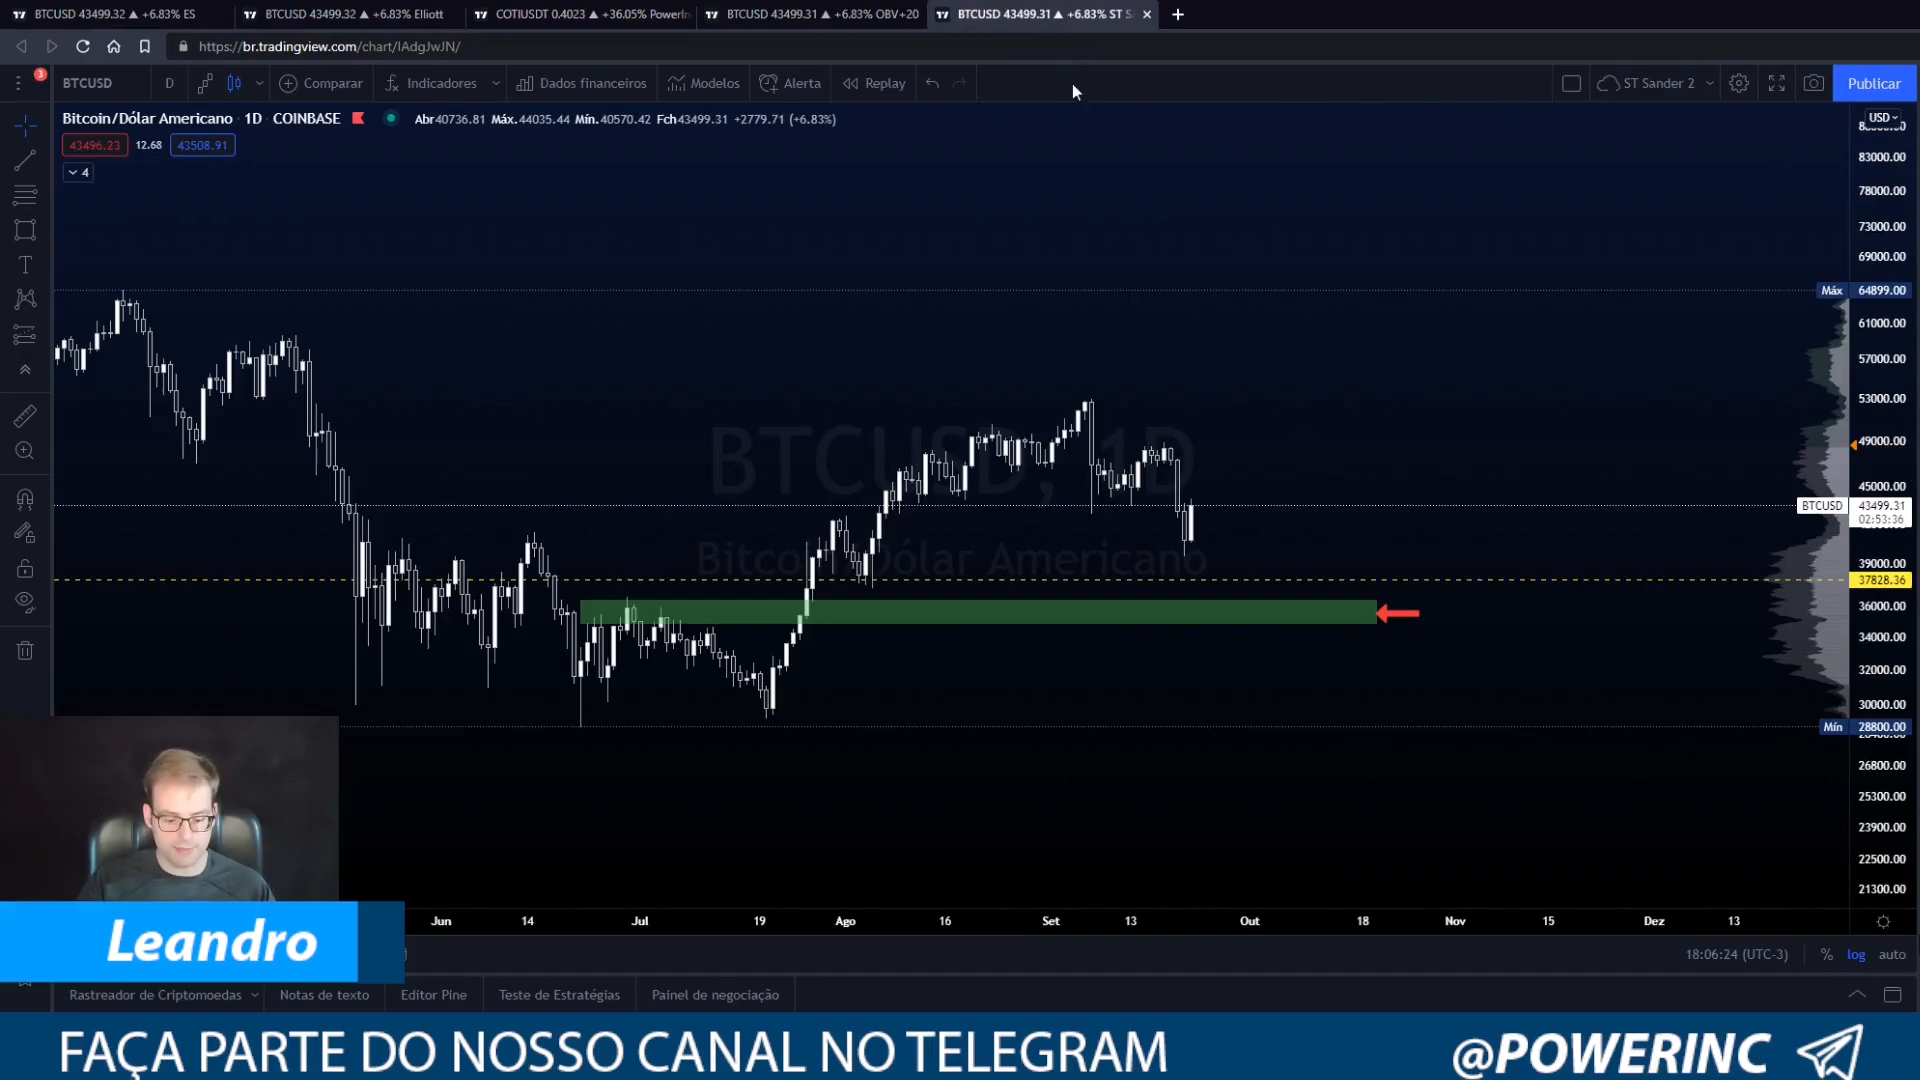 BTCUSD 43499.32 ▲ +6.83% ES
BTCUSD 43499.32 ▲ +6.83% Elliott
COTIUSDT 0.4023 ▲ +36.05% PowerIn
BTCUSD 43499.31 ▲ +6.83% OBV+20
BTCUSD 43499.31 ▲ +6.83% ST S
https://br.tradingview.com/chart/lAdgJwJN/
3
BTCUSD
D
Comparar
Indicadores
Dados financeiros
Modelos
Alerta
Replay
ST Sander 2
Publicar
Bitcoin/Dólar Americano · 1D · COINBASE
Abr40736.81 Máx.44035.44 Mín.40570.42 Fch43499.31 +2779.71 (+6.83%)
USD
43496.23
12.68
43508.91
4
83000.00
78000.00
73000.00
69000.00
Máx 64899.00
61000.00
57000.00
53000.00
49000.00
45000.00
BTCUSD 43499.31
02:53:36
39000.00
37828.36
36000.00
34000.00
32000.00
30000.00
Mín 28800.00
26800.00
25300.00
23900.00
22500.00
21300.00
BTCUSD, 1D
Bitcoin/Dólar Americano
Jun
14
Jul
19
Ago
16
Set
13
Out
18
Nov
15
Dez
13
Leandro
18:06:24 (UTC-3)
%
log
auto
Rastreador de Criptomoedas
Notas de texto
Editor Pine
Teste de Estratégias
Painel de negociação
FAÇA PARTE DO NOSSO CANAL NO TELEGRAM
@POWERINC